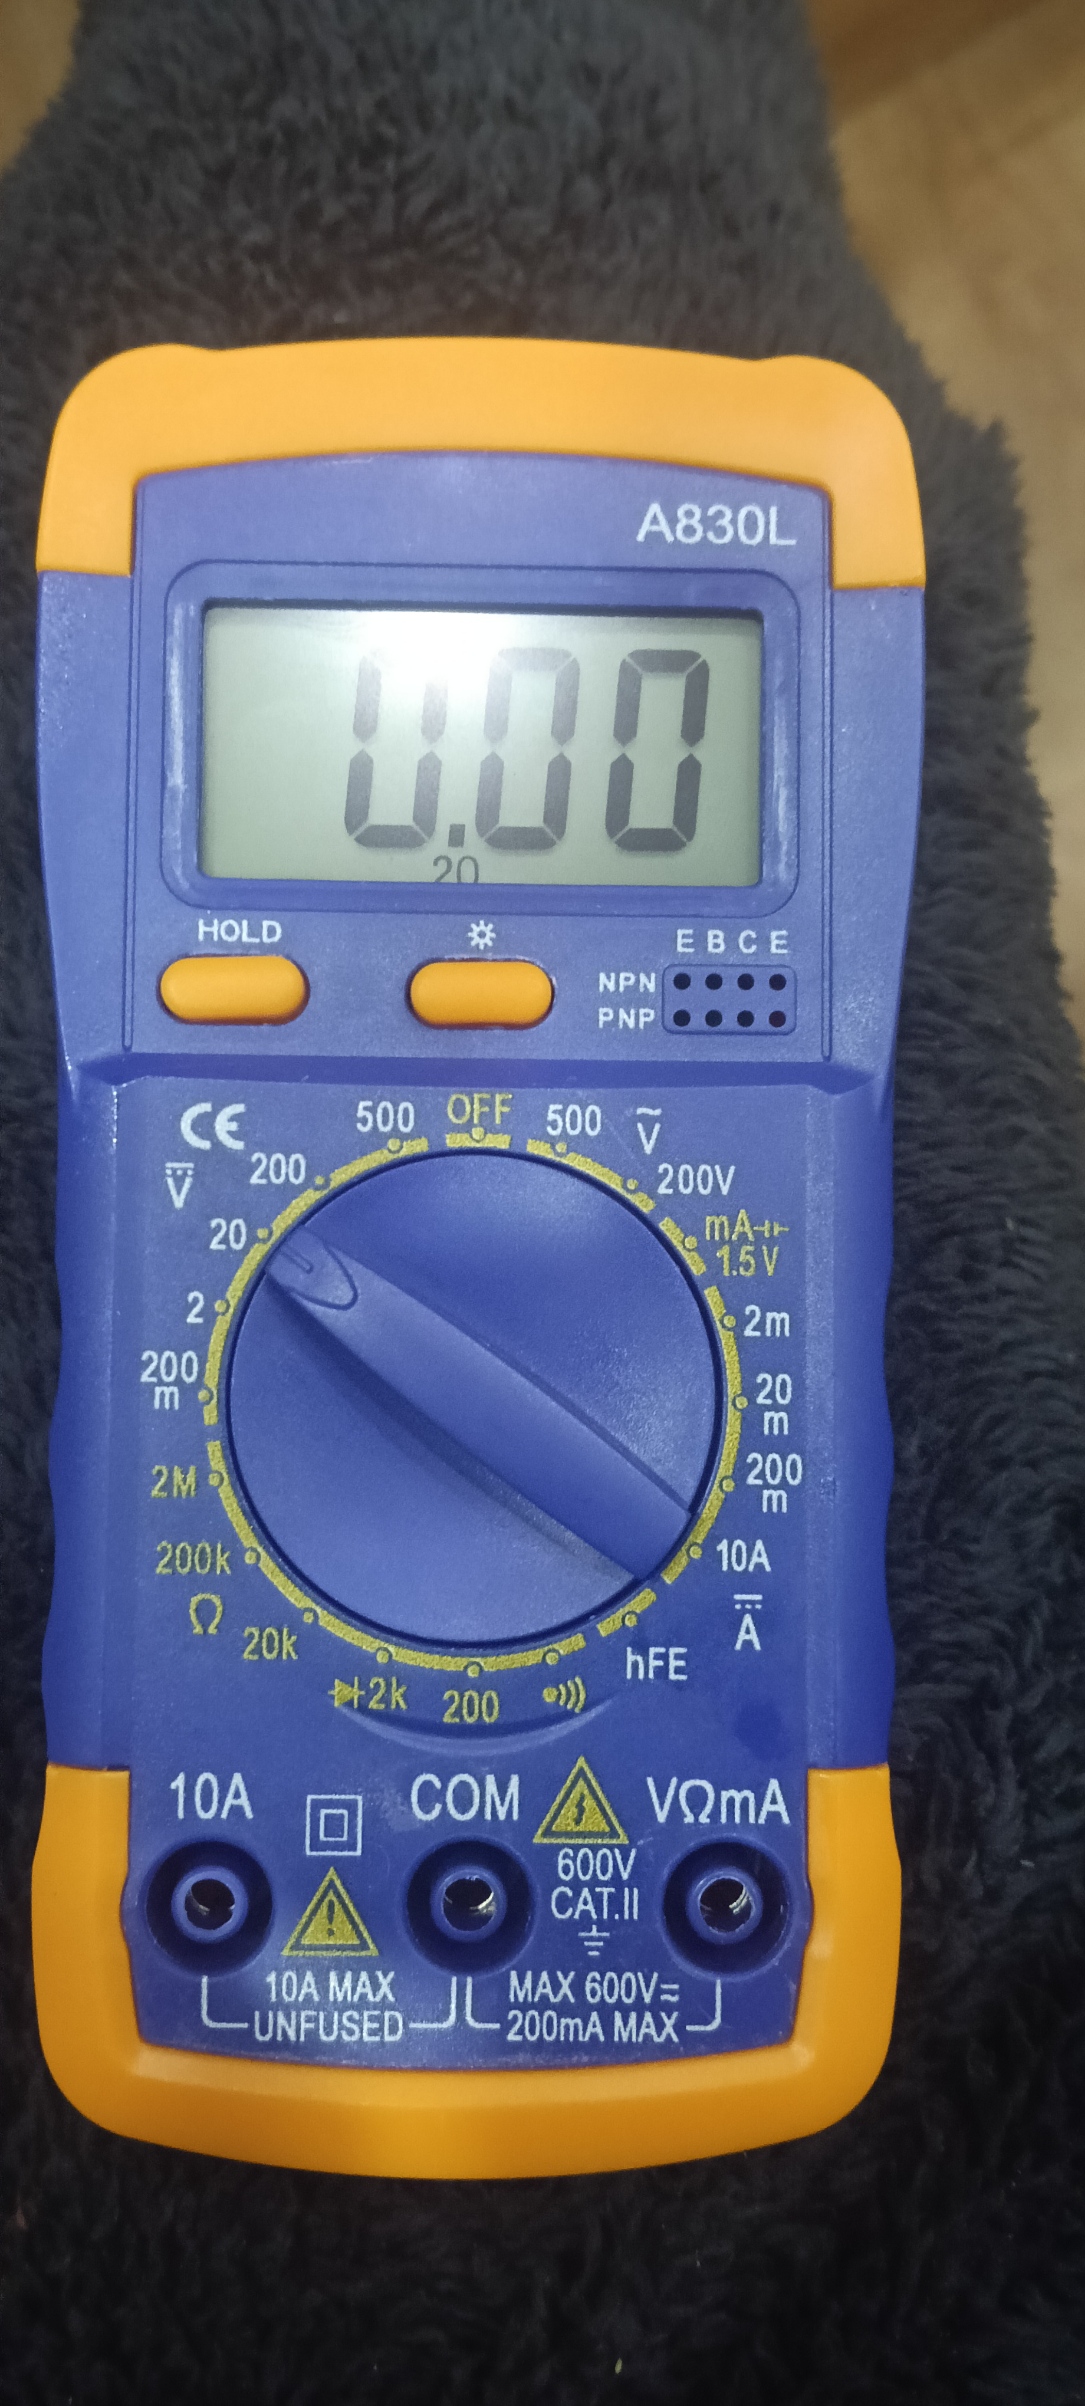 A830L
0.00
20
HOLD
E B C E
NPN
PNP
CE
500 OFF 500 V
200 200V
V
20 mA
1.5V
2 2m
200
m
20
m
2M 200
m
200k 10A
Ω A
20k hFE
2k 200
10A COM VΩmA
600V
CAT.II
10A MAX
UNFUSED
MAX 600V
200mA MAX